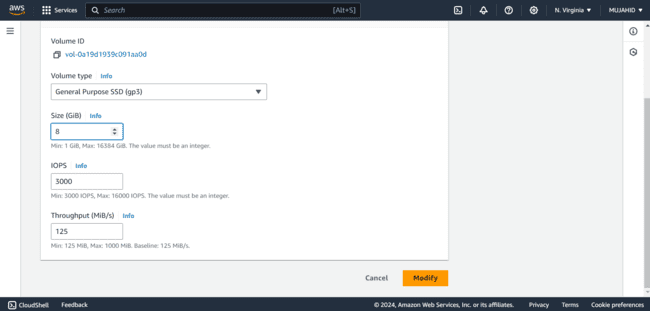 aws
Services
Search
[Alt+S]
N. Virginia
MUJAHID
Volume ID
vol-0a19d1939c091aa0d
Volume type Info
General Purpose SSD (gp3)
Size (GiB) Info
8
Min: 1 GiB, Max: 16384 GiB. The value must be an integer.
IOPS Info
3000
Min: 3000 IOPS, Max: 16000 IOPS. The value must be an integer.
Throughput (MiB/s) Info
125
Min: 125 MiB, Max: 1000 MiB. Baseline: 125 MiB/s.
Cancel
Modify
CloudShell
Feedback
© 2024, Amazon Web Services, Inc. or its affiliates.
Privacy
Terms
Cookie preferences